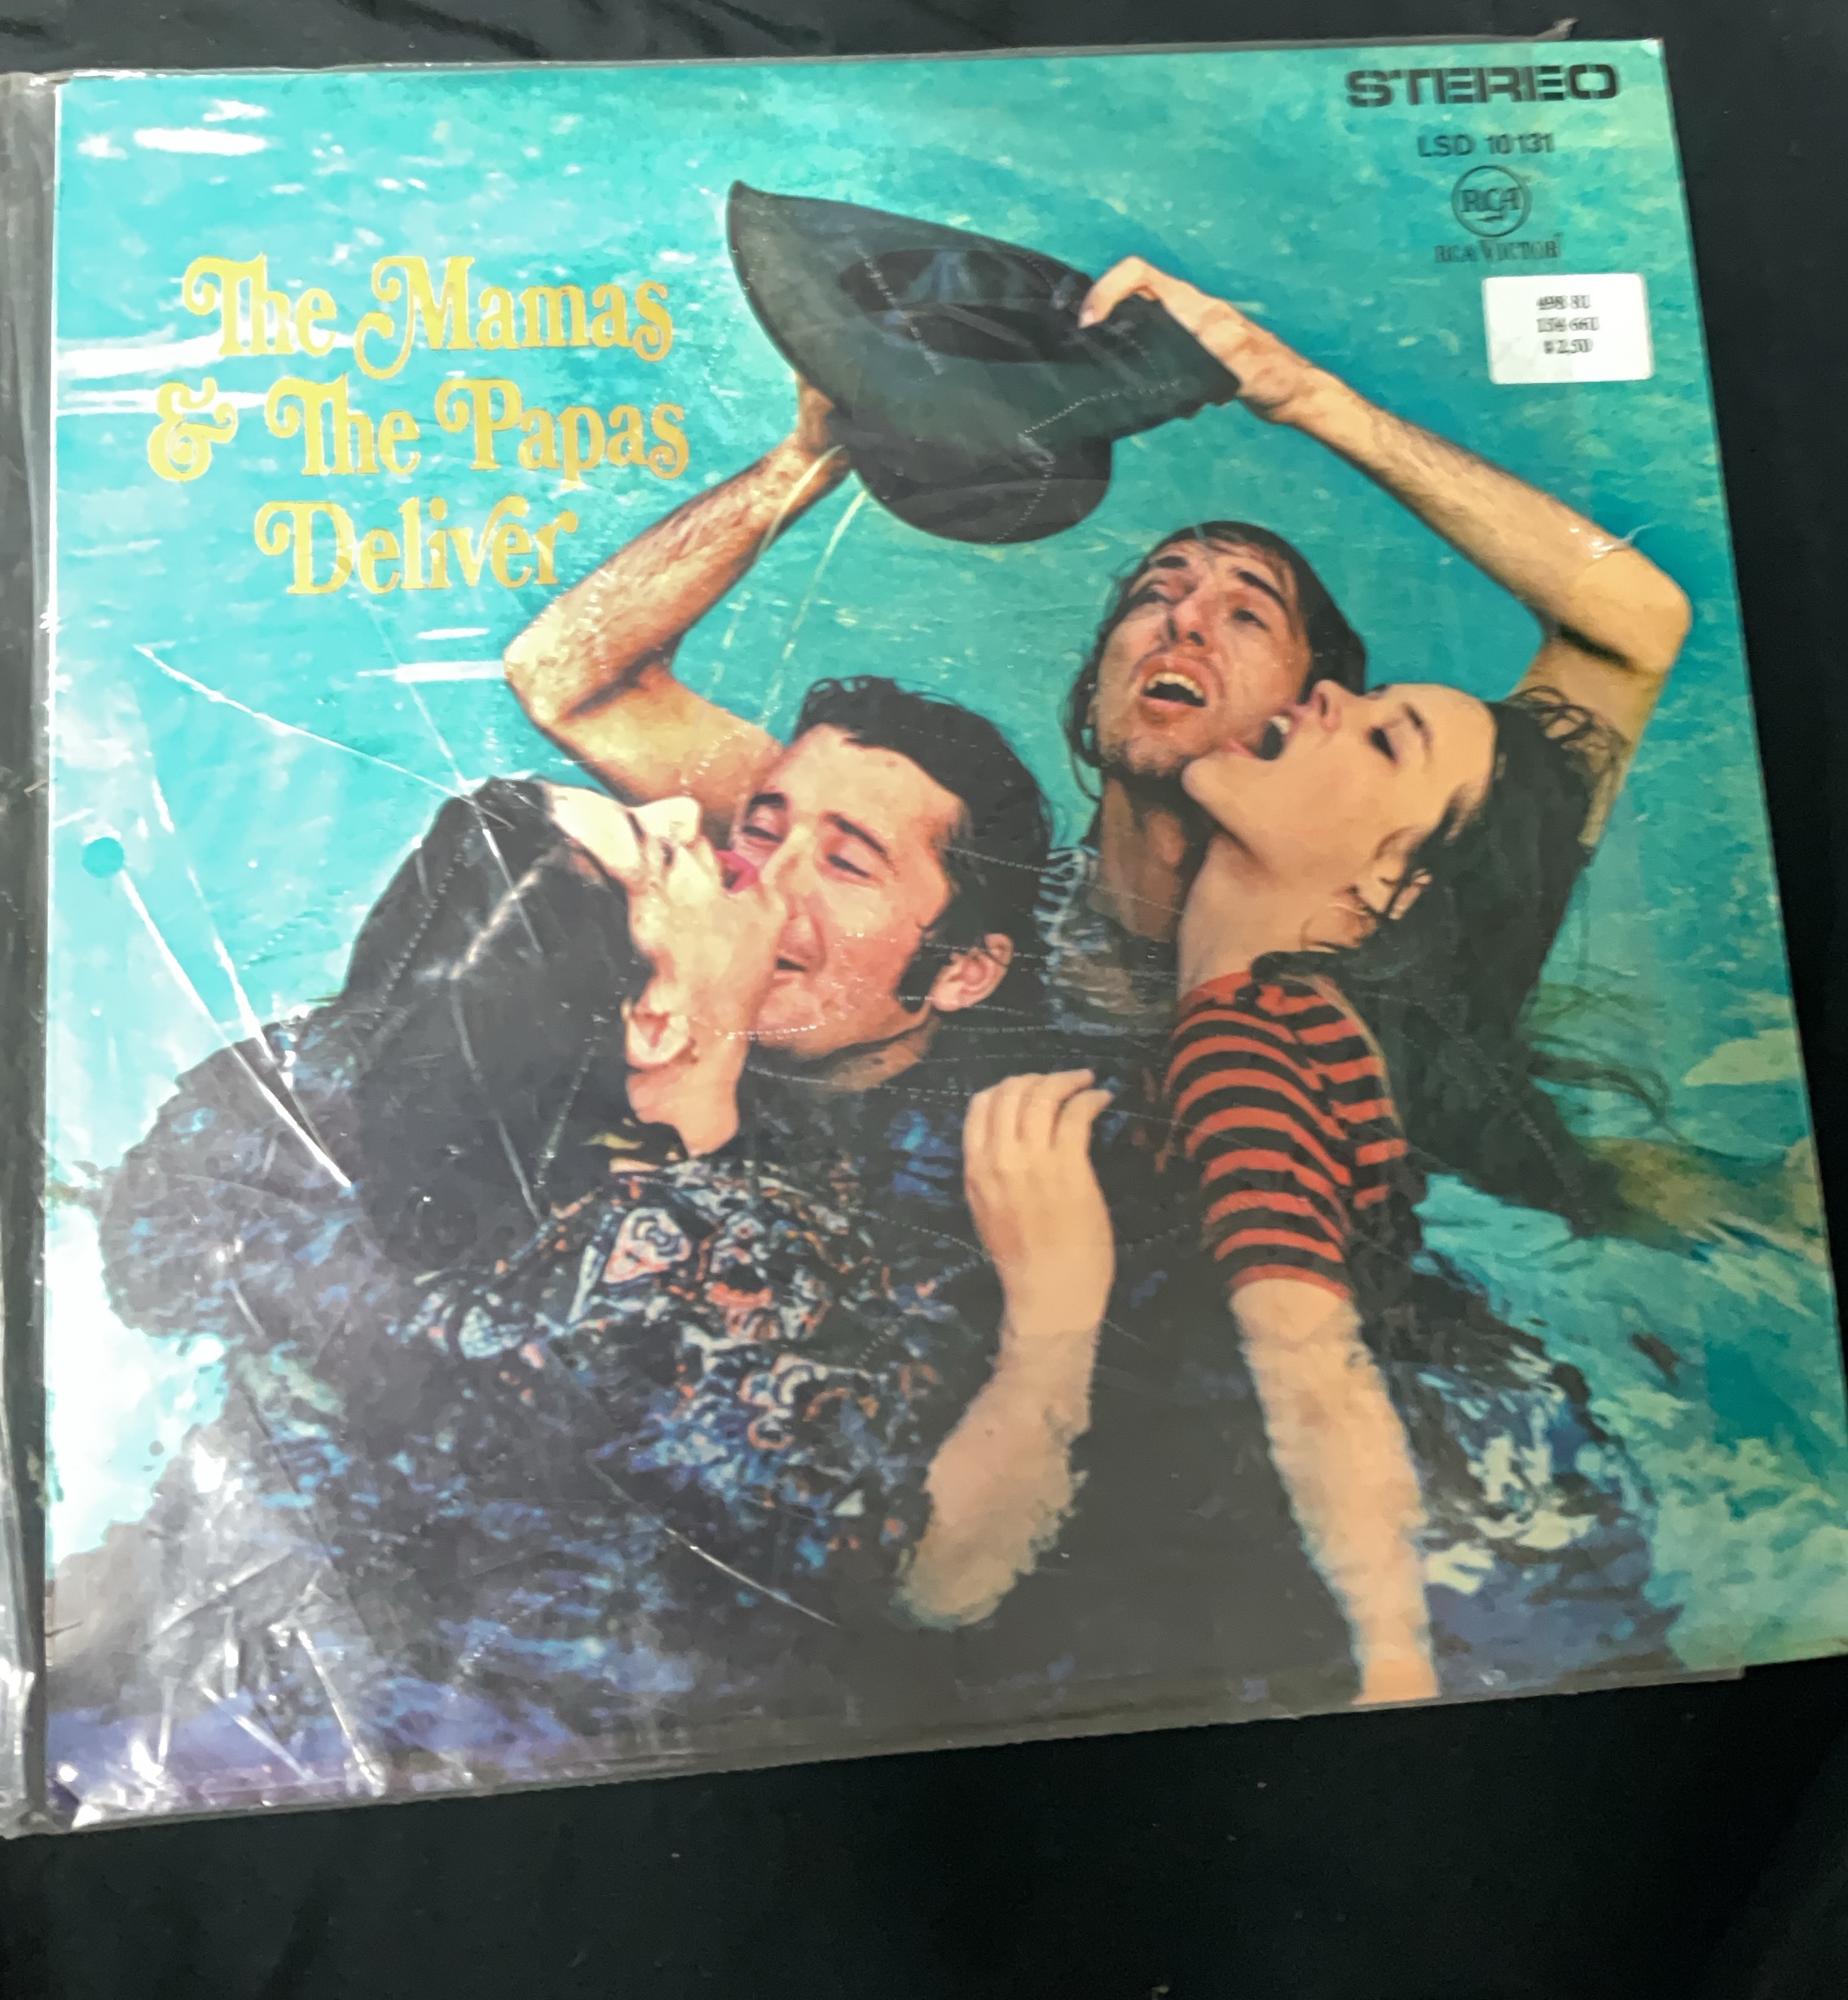 The Mamas
& The Papas
Deliver
STEREO
LSD 10131
RCA
RCA VICTOR